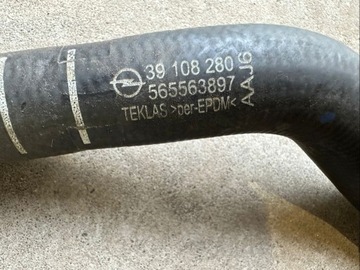 39 108 280
565563897
TEKLAS >per-EPDM<
AAJ6